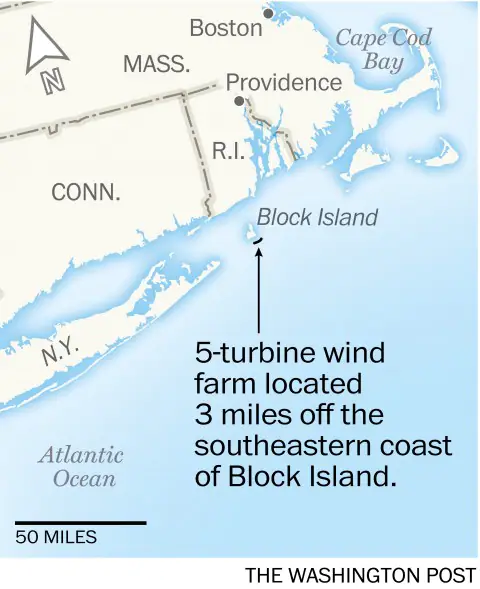 Boston
Cape Cod
Bay
MASS.
N
Providence
R.I.
CONN.
Block Island
N.Y.
5-turbine wind
farm located
3 miles off the
southeastern coast
of Block Island.
Atlantic
Ocean
50 MILES
THE WASHINGTON POST